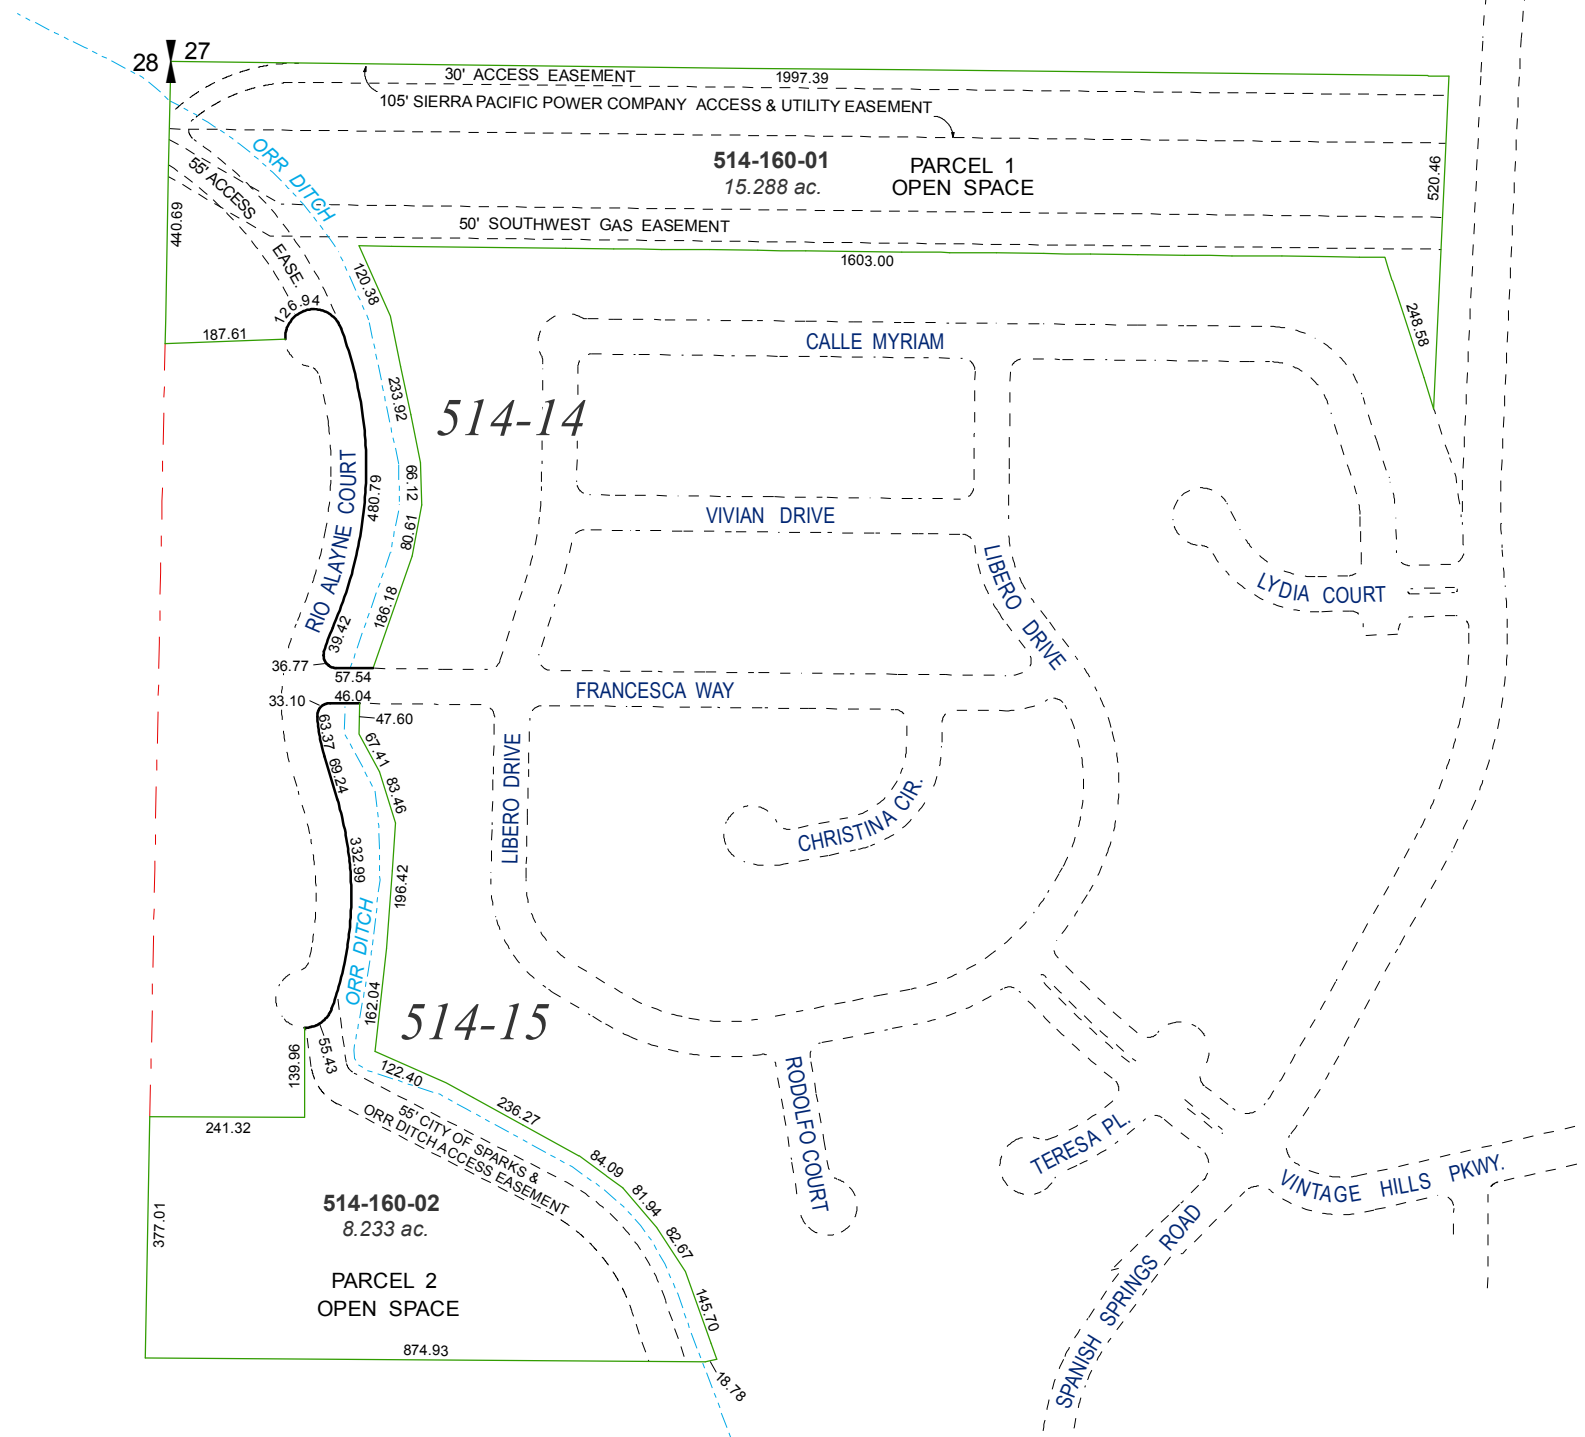 28
27
30' ACCESS EASEMENT
1997.39
105' SIERRA PACIFIC POWER COMPANY ACCESS & UTILITY EASEMENT
ORR DITCH
514-160-01
15.288 ac.
PARCEL 1
OPEN SPACE
520.46
55' ACCESS
EASE.
440.69
50' SOUTHWEST GAS EASEMENT
1603.00
120.38
126.94
187.61
248.58
CALLE MYRIAM
233.92
514-14
66.12
480.79
RIO ALAYNE COURT
80.61
VIVIAN DRIVE
LIBERO DRIVE
LYDIA COURT
186.18
39.42
36.77
57.54
46.04
33.10
47.60
FRANCESCA WAY
63.37
67.41
69.24
83.46
LIBERO DRIVE
CHRISTINA CIR.
332.99
196.42
ORR DITCH
162.04
514-15
139.96
55.43
122.40
236.27
55' CITY OF SPARKS &
ORR DITCH ACCESS EASEMENT
RODOLFO COURT
TERESA PL.
241.32
84.09
81.94
82.67
VINTAGE HILLS PKWY.
514-160-02
8.233 ac.
377.01
PARCEL 2
OPEN SPACE
145.70
SPANISH SPRINGS ROAD
874.93
18.78